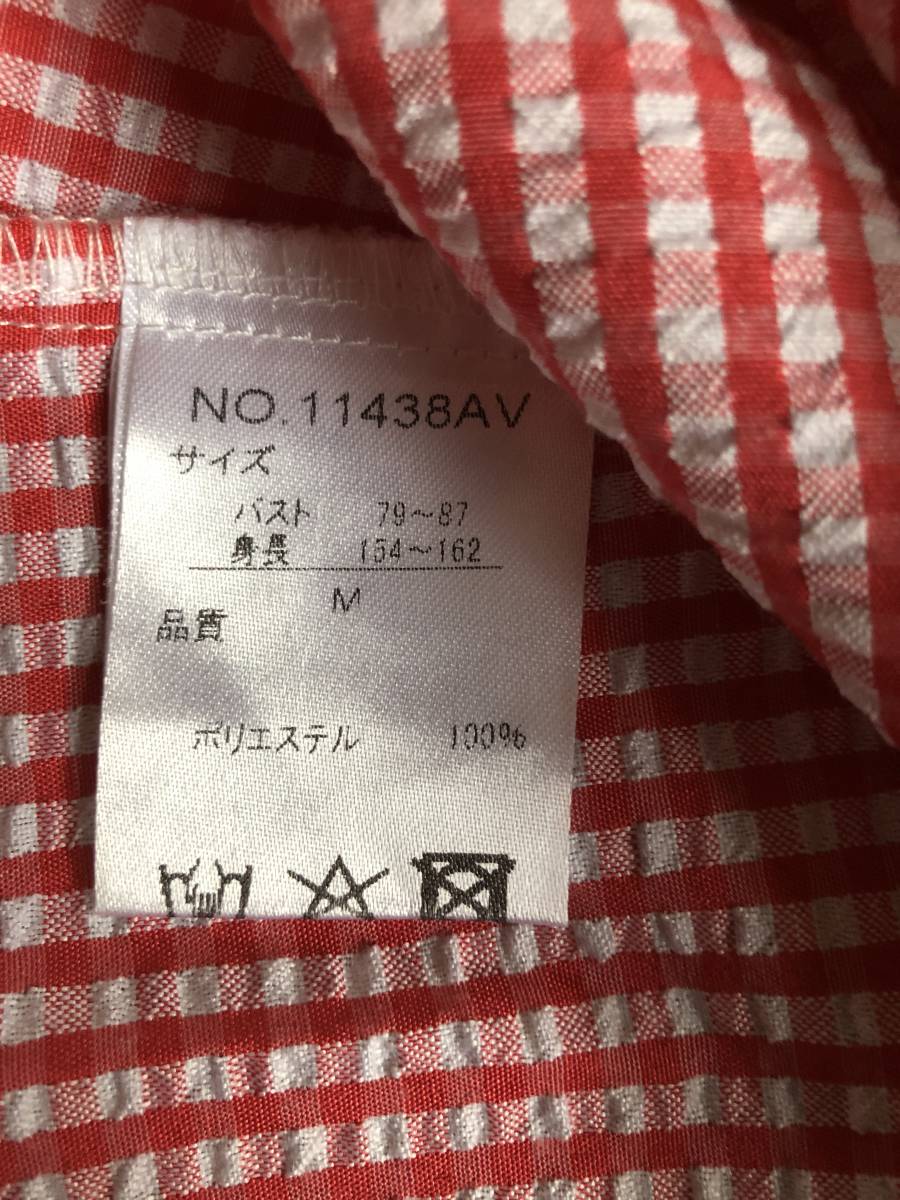 NO.11438AV
サイズ
バスト 79～87
身長 154～162
M
品質
ポリエステル 100%